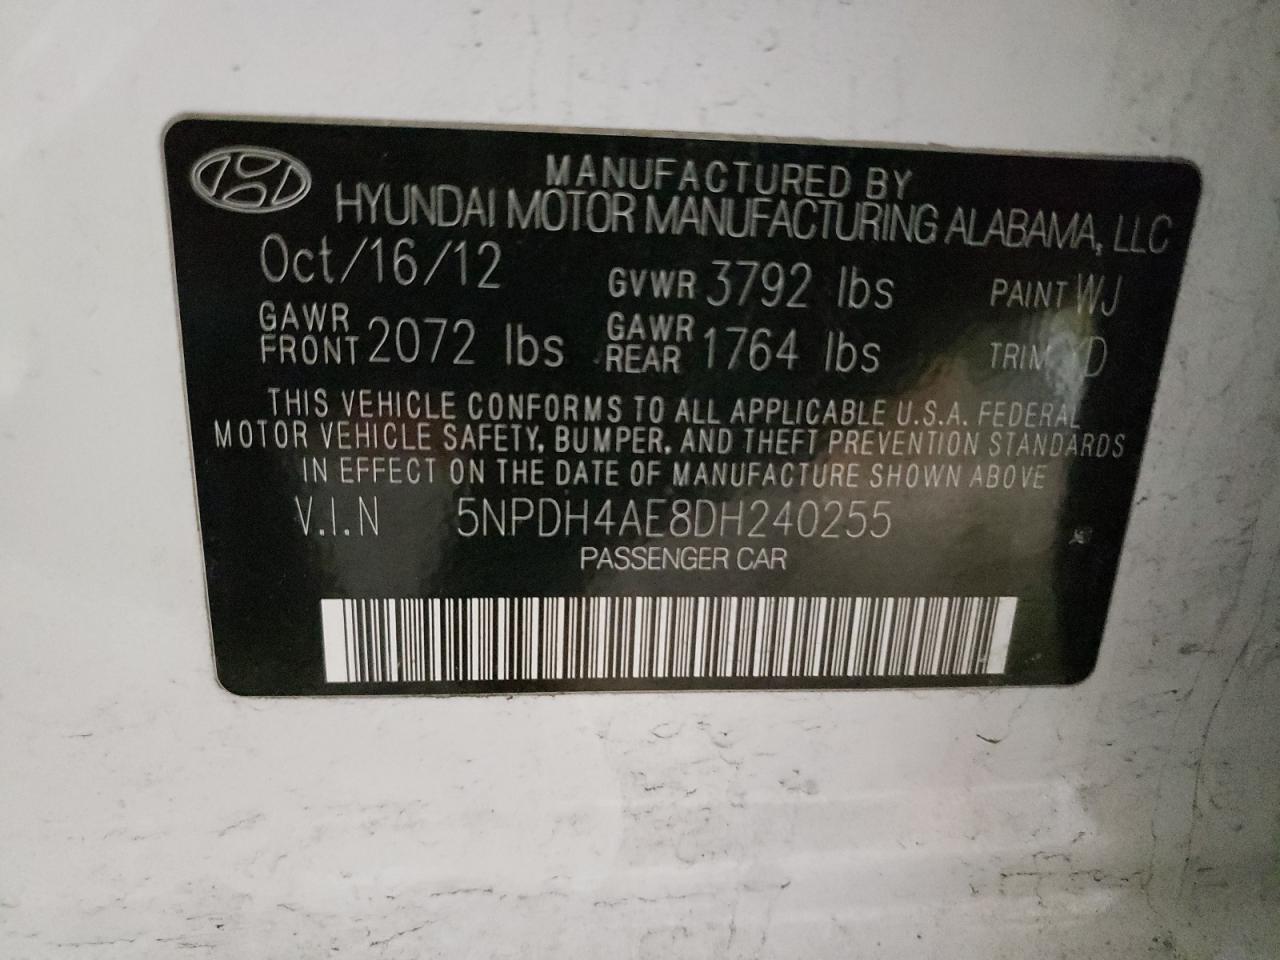 MANUFACTURED BY
HYUNDAI MOTOR MANUFACTURING ALABAMA, LLC
Oct/16/12 GVWR 3792 lbs PAINT WJ
GAWR FRONT 2072 lbs GAWR REAR 1764 lbs TRIM
THIS VEHICLE CONFORMS TO ALL APPLICABLE U.S.A. FEDERAL
MOTOR VEHICLE SAFETY, BUMPER, AND THEFT PREVENTION STANDARDS
IN EFFECT ON THE DATE OF MANUFACTURE SHOWN ABOVE
V.I.N 5NPDH4AE8DH240255
PASSENGER CAR